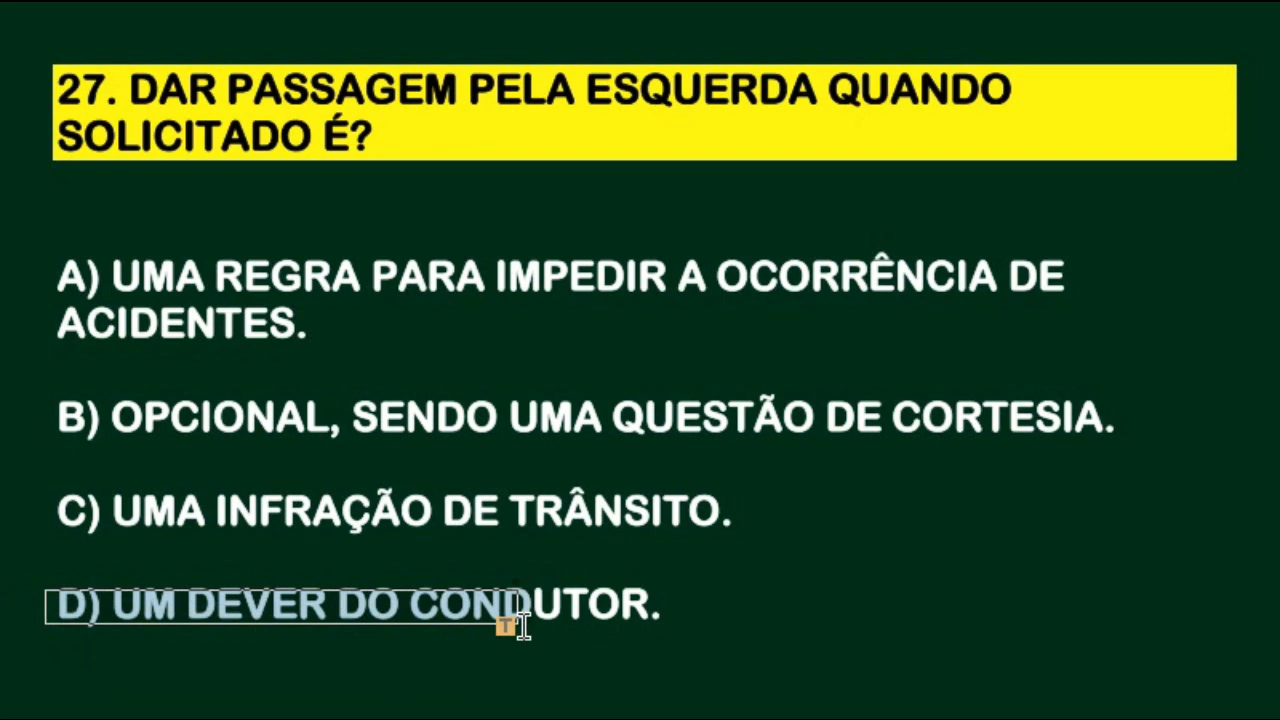 27. DAR PASSAGEM PELA ESQUERDA QUANDO
SOLICITADO É?
A) UMA REGRA PARA IMPEDIR A OCORRÊNCIA DE
ACIDENTES.
B) OPCIONAL, SENDO UMA QUESTÃO DE CORTESIA.
C) UMA INFRAÇÃO DE TRÂNSITO.
D) UM DEVER DO CONDUTOR.
T